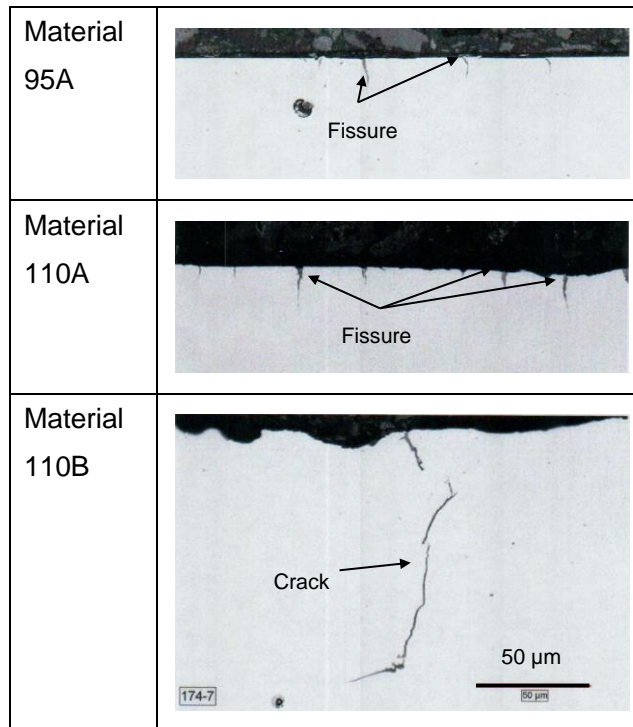 Material
95A
Fissure
Material
110A
Fissure
Material
110B
Crack
50 µm
174-7
50 µm